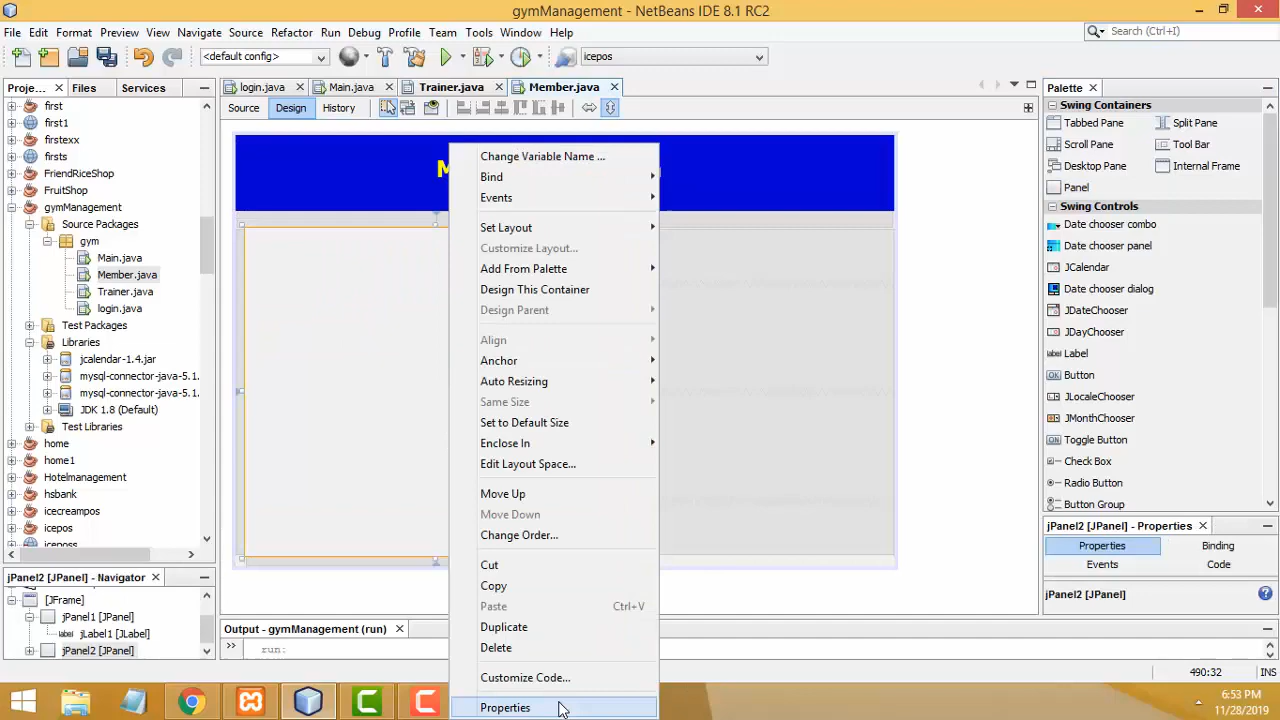 gymManagement - NetBeans IDE 8.1 RC2
File Edit Format Preview View Navigate Source Refactor Run Debug Profile Team Tools Window Help
Search (Ctrl+I)
<default config>
icepos
Proje... Files Services
login.java Main.java Trainer.java Member.java
Source Design History
first
first1
firstexx
firsts
FriendRiceShop
FruitShop
gymManagement
Source Packages
gym
Main.java
Member.java
Trainer.java
login.java
Test Packages
Libraries
jcalendar-1.4.jar
mysql-connector-java-5.1.
mysql-connector-java-5.1.
JDK 1.8 (Default)
Test Libraries
home
home1
Hotelmanagement
hsbank
icecreampos
icepos
iceposs
jPanel2 [JPanel] - Navigator
[JFrame]
jPanel1 [JPanel]
label jLabel1 [JLabel]
jPanel2 [JPanel]
M
Change Variable Name ...
Bind
Events
Set Layout
Customize Layout...
Add From Palette
Design This Container
Design Parent
Align
Anchor
Auto Resizing
Same Size
Set to Default Size
Enclose In
Edit Layout Space...
Move Up
Move Down
Change Order...
Cut
Copy
Paste Ctrl+V
Duplicate
Delete
Customize Code...
Properties
Output - gymManagement (run)
run:
Palette
Swing Containers
Tabbed Pane Split Pane
Scroll Pane Tool Bar
Desktop Pane Internal Frame
Panel
Swing Controls
Date chooser combo
Date chooser panel
JCalendar
Date chooser dialog
JDateChooser
JDayChooser
label Label
OK Button
JLocaleChooser
JMonthChooser
ON Toggle Button
Check Box
Radio Button
Button Group
jPanel2 [JPanel] - Properties
Properties Binding
Events Code
jPanel2 [JPanel]
490:32
6:53 PM
11/28/2019